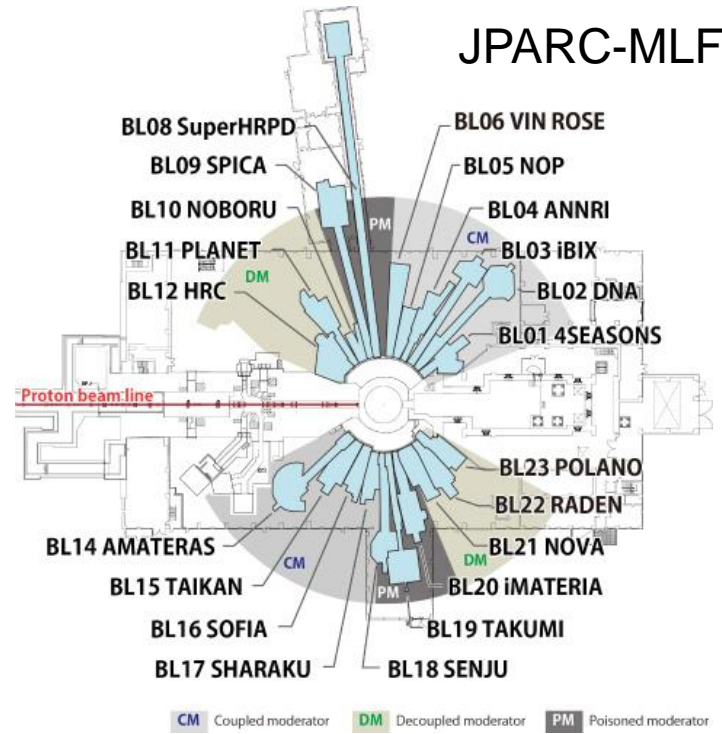 JPARC-MLF
BL08 SuperHRPD
BL06 VIN ROSE
BL09 SPICA
BL05 NOP
BL10 NOBORU
PM
BL04 ANNRI
CM
BL11 PLANET
BL03 iBIX
DM
BL12 HRC
BL02 DNA
BL01 4SEASONS
Proton beam line
BL23 POLANO
BL22 RADEN
BL14 AMATERAS
BL21 NOVA
CM
DM
BL15 TAIKAN
PM
BL20 iMATERIA
BL16 SOFIA
BL19 TAKUMI
BL17 SHARAKU
BL18 SENJU
CM Coupled moderator DM Decoupled moderator PM Poisoned moderator